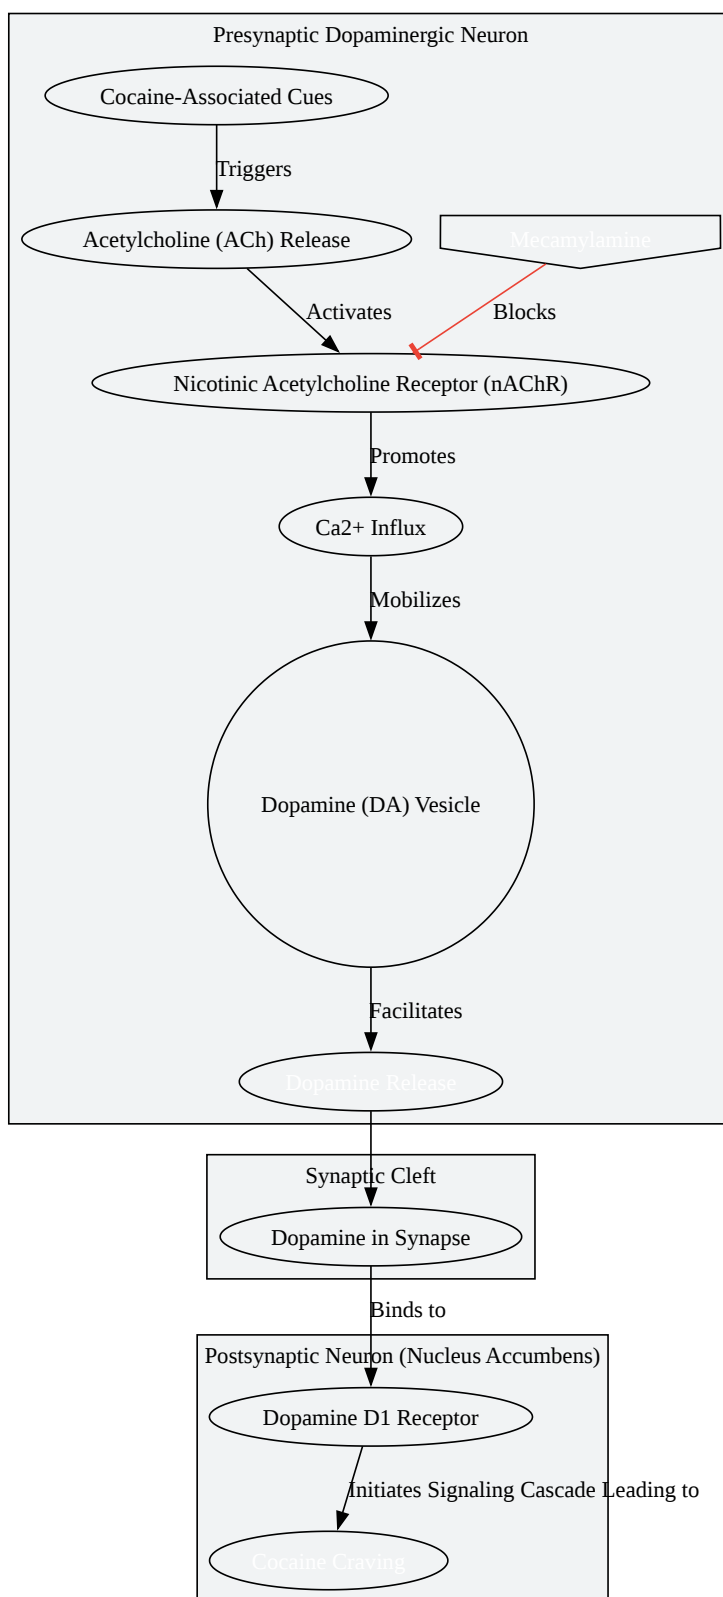 Presynaptic Dopaminergic Neuron
Cocaine-Associated Cues
Triggers
Acetylcholine (ACh) Release
Mecamylamine
Activates
Blocks
Nicotinic Acetylcholine Receptor (nAChR)
Promotes
Ca2+ Influx
Mobilizes
Dopamine (DA) Vesicle
Facilitates
Dopamine Release
Synaptic Cleft
Dopamine in Synapse
Binds to
Postsynaptic Neuron (Nucleus Accumbens)
Dopamine D1 Receptor
Initiates Signaling Cascade Leading to
Cocaine Craving